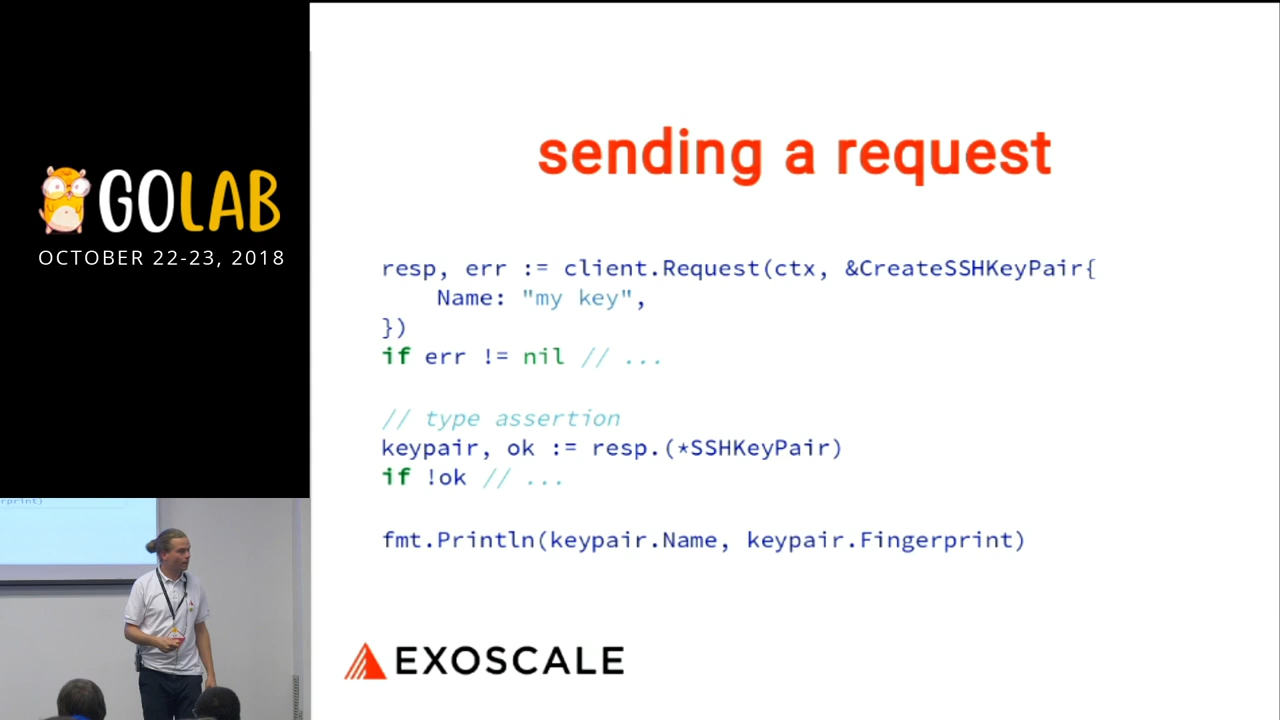 GOLAB
OCTOBER 22-23, 2018
sending a request
resp, err := client.Request(ctx, &CreateSSHKeyPair{
    Name: "my key",
})
if err != nil // ...
// type assertion
keypair, ok := resp.(*SSHKeyPair)
if !ok // ...
fmt.Println(keypair.Name, keypair.Fingerprint)
EXOSCALE
rprint)